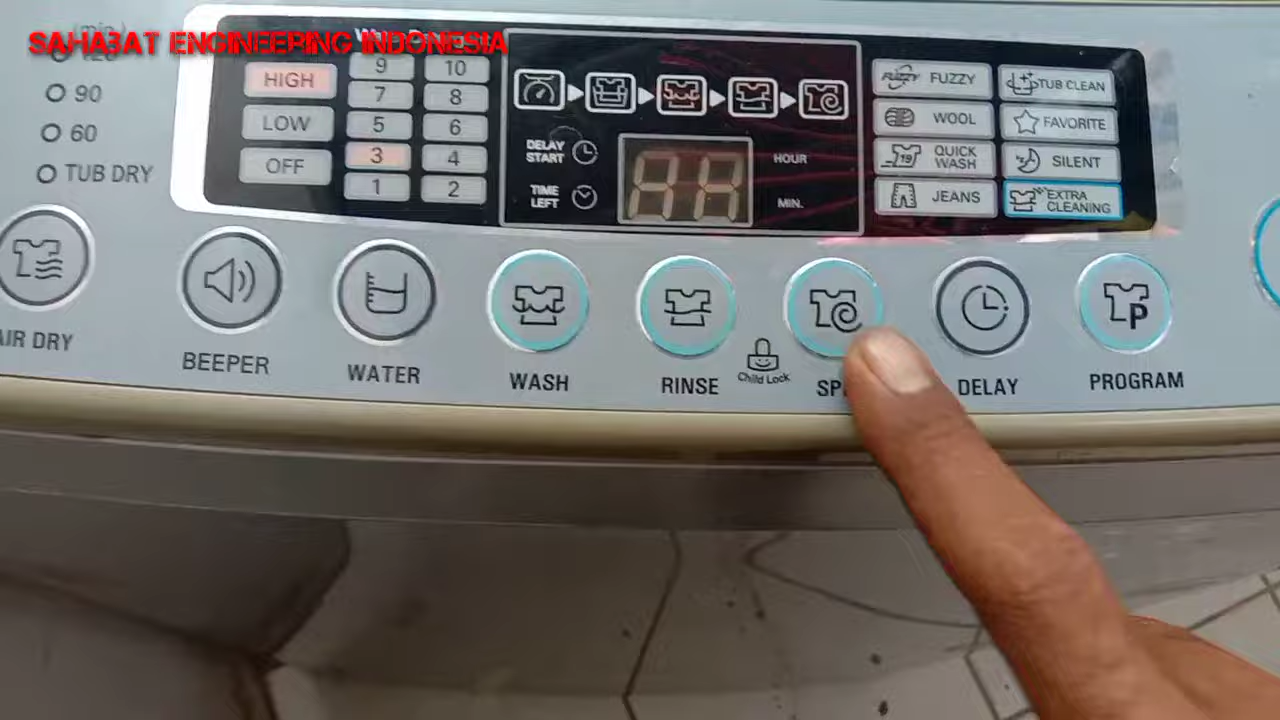 SAHABAT ENGINEERING INDONESIA
90
60
TUB DRY
HIGH
LOW
OFF
9 10
7 8
5 6
3 4
1 2
DELAY
START
TIME
LEFT
HOUR
MIN.
FUZZY
FUZZY
WOOL
19
QUICK
WASH
JEANS
TUB CLEAN
FAVORITE
SILENT
EXTRA
CLEANING
AIR DRY
BEEPER
WATER
WASH
RINSE
Child Lock
DELAY
P
PROGRAM